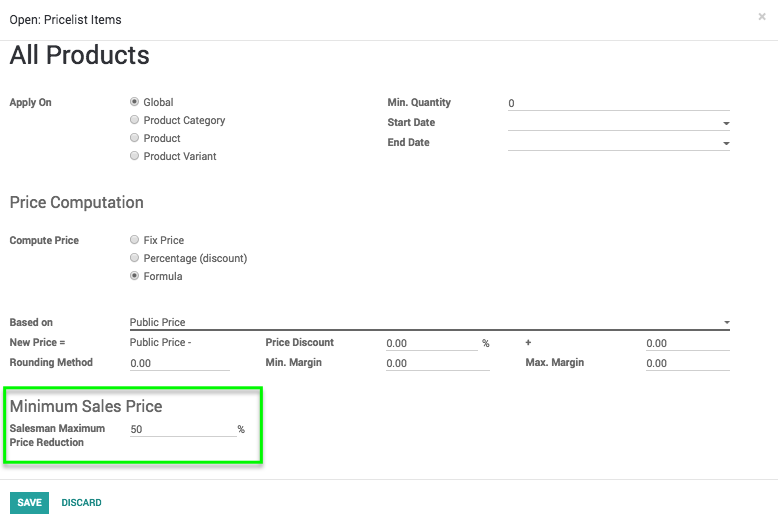 Open: Pricelist Items ×
All Products
Apply On Global Min. Quantity 0
Product Category Start Date
Product End Date
Product Variant
Price Computation
Compute Price Fix Price
Percentage (discount)
Formula
Based on Public Price
New Price = Public Price - Price Discount 0.00 % + 0.00
Rounding Method 0.00 Min. Margin 0.00 Max. Margin 0.00
Minimum Sales Price
Salesman Maximum 50 %
Price Reduction
SAVE DISCARD